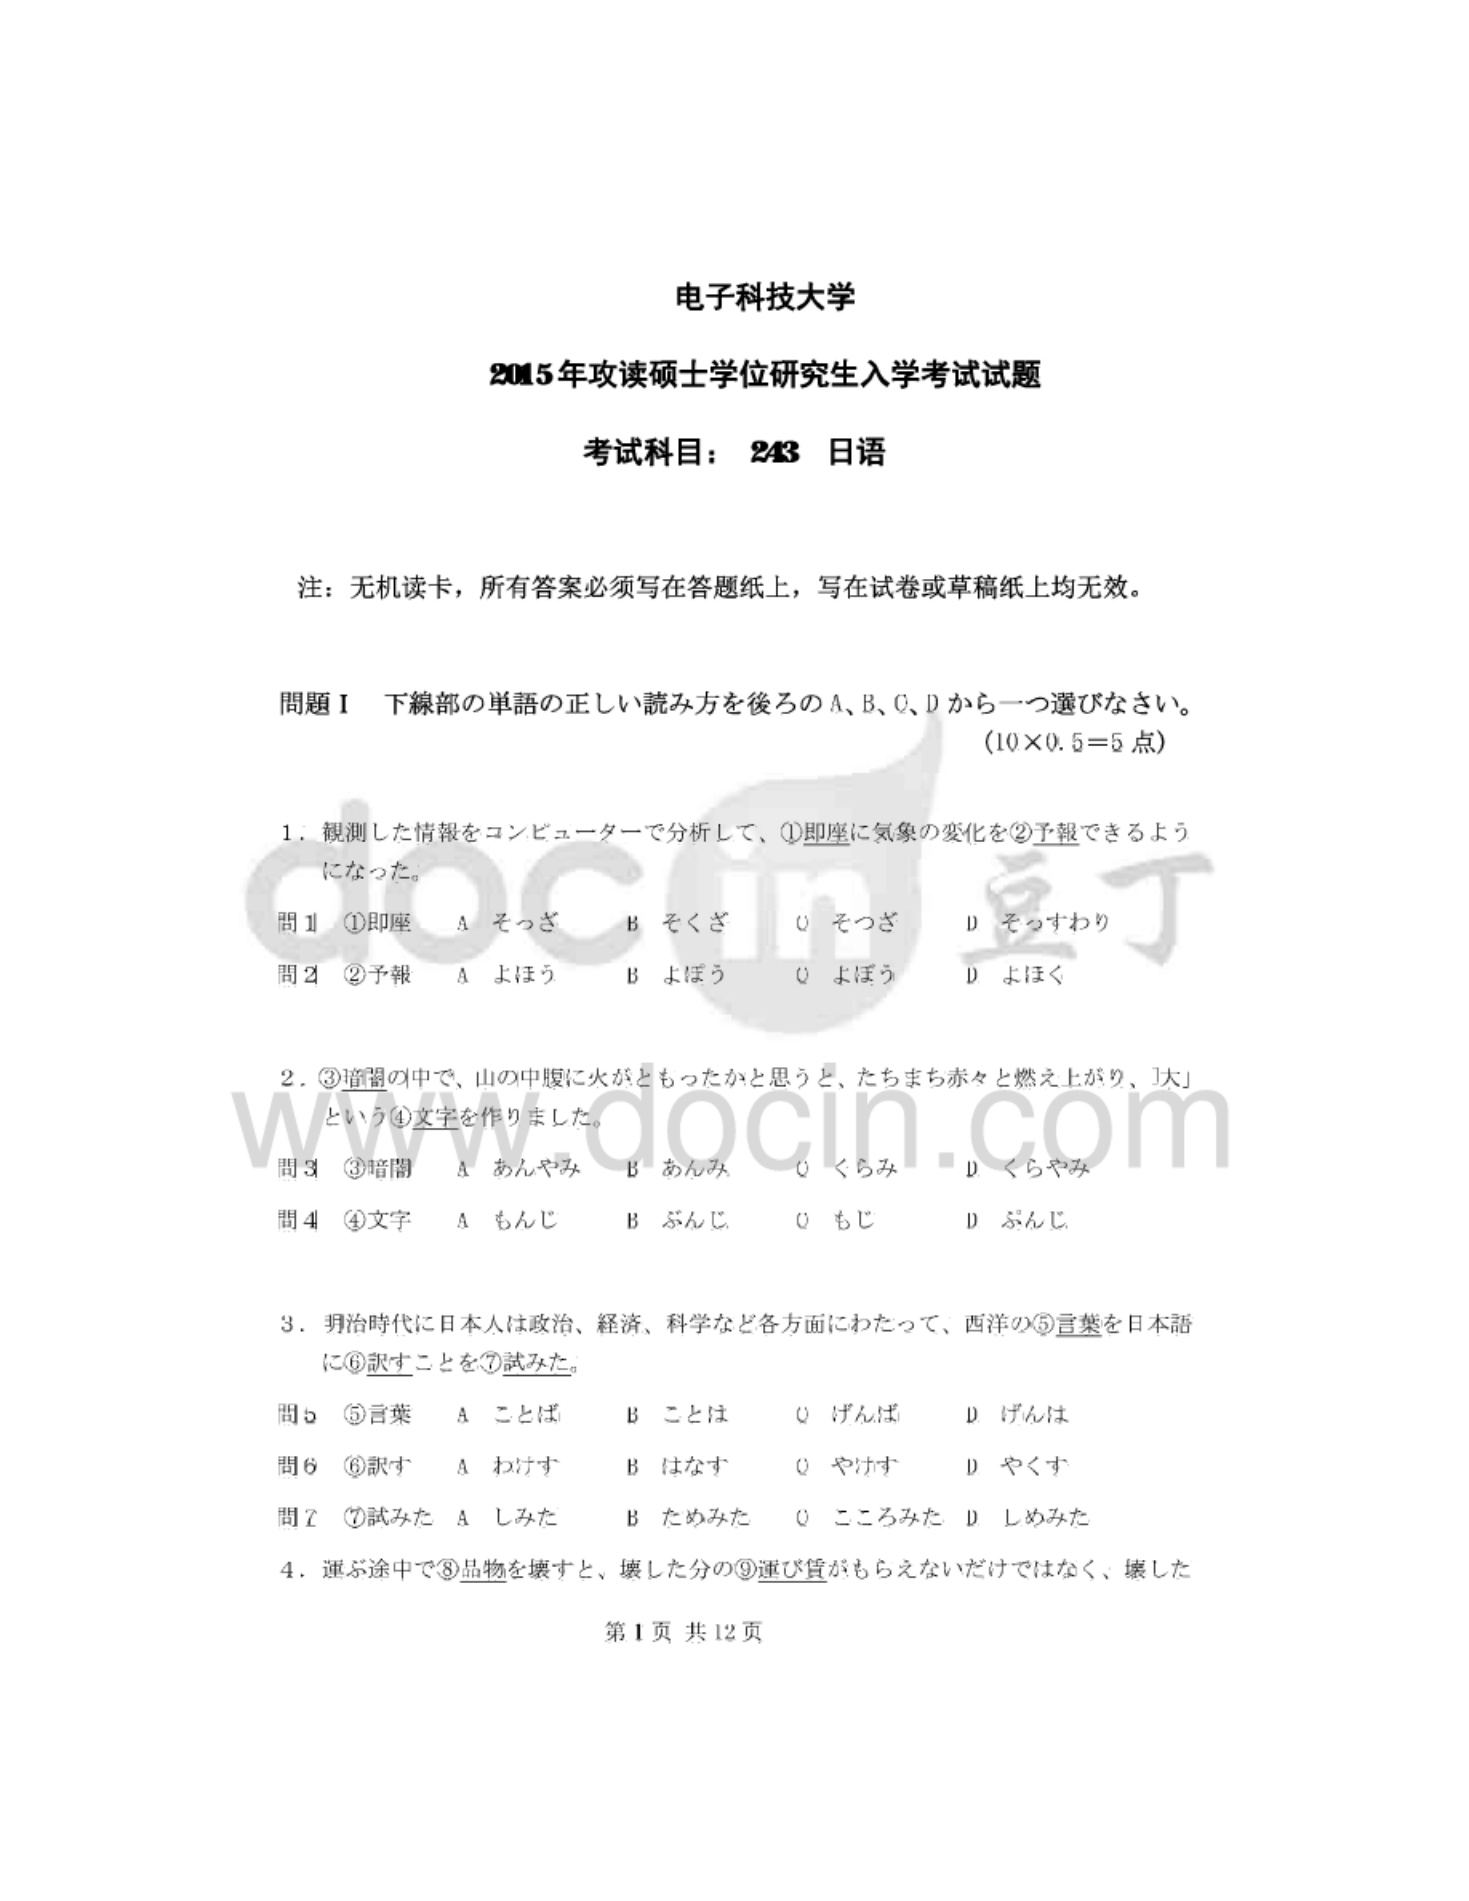 电子科技大学
2015年攻读硕士学位研究生入学考试试题
考试科目： 243 日语
注：无机读卡，所有答案必须写在答题纸上，写在试卷或草稿纸上均无效。
問題Ⅰ 下線部の単語の正しい読み方を後ろのA、B、C、Dから一つ選びなさい。
（10×0.5＝5点）
1．観測した情報をコンピューターで分析して、①即座に気象の変化を②予報できるよう
になった。
問1 ①即座 A そっざ B そくざ C そつざ D そっすわり
問2 ②予報 A よほう B よぽう C よぼう D よほく
2．③暗闇の中で、山の中腹に火がともったかと思うと、たちまち赤々と燃え上がり、「大」
という④文字を作りました。
問3 ③暗闇 A あんやみ B あんみ C くらみ D くらやみ
問4 ④文字 A もんじ B ぶんじ C もじ D ぷんじ
3．明治時代に日本人は政治、経済、科学など各方面にわたって、西洋の⑤言葉を日本語
に⑥訳すことを⑦試みた。
問5 ⑤言葉 A ことば B ことは C げんば D げんは
問6 ⑥訳す A わけす B はなす C やけす D やくす
問7 ⑦試みた A しみた B ためみた C こころみた D しめみた
4．運ぶ途中で⑧品物を壊すと、壊した分の⑨運び賃がもらえないだけではなく、壊した
第 1 页 共 12 页
docin 豆丁
www.docin.com